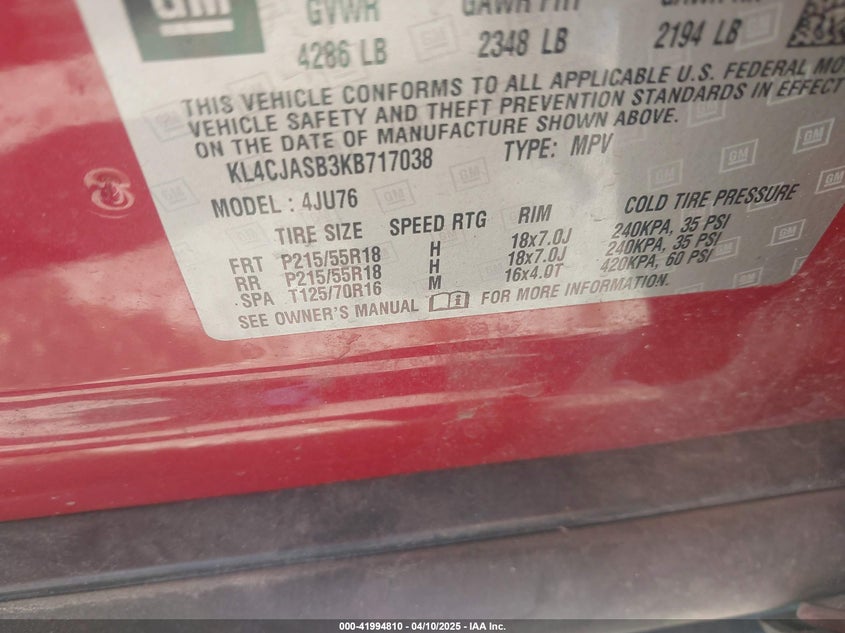 GM
GVWR GAWR FRT
4286 LB 2348 LB 2194 LB
THIS VEHICLE CONFORMS TO ALL APPLICABLE U.S. FEDERAL
VEHICLE SAFETY AND THEFT PREVENTION STANDARDS IN EFFECT
ON THE DATE OF MANUFACTURE SHOWN ABOVE.
KL4CJASB3KB717038 TYPE: MPV
MODEL: 4JU76
TIRE SIZE SPEED RTG RIM COLD TIRE PRESSURE
FRT P215/55R18 H 18x7.0J 240KPA, 35 PSI
RR P215/55R18 H 18x7.0J 240KPA, 35 PSI
SPA T125/70R16 M 16x4.0T 420KPA, 60 PSI
SEE OWNER'S MANUAL FOR MORE INFORMATION.
000-41994810 - 04/10/2025 - IAA Inc.